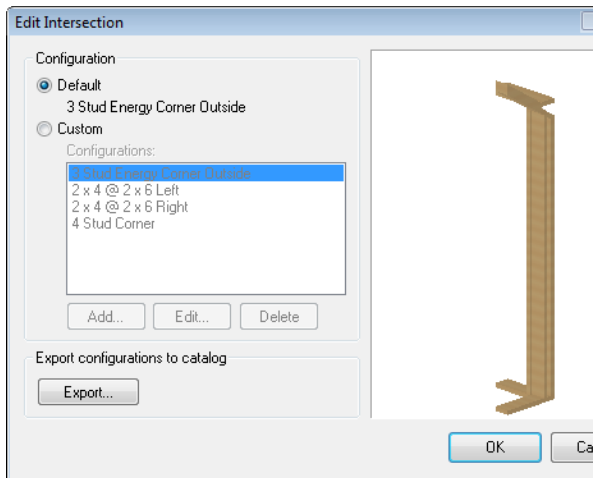 Edit Intersection
Configuration
Default
3 Stud Energy Corner Outside
Custom
Configurations:
3 Stud Energy Corner Outside
2 x 4 @ 2 x 6 Left
2 x 4 @ 2 x 6 Right
4 Stud Corner
Add...
Edit...
Delete
Export configurations to catalog
Export...
OK
Ca